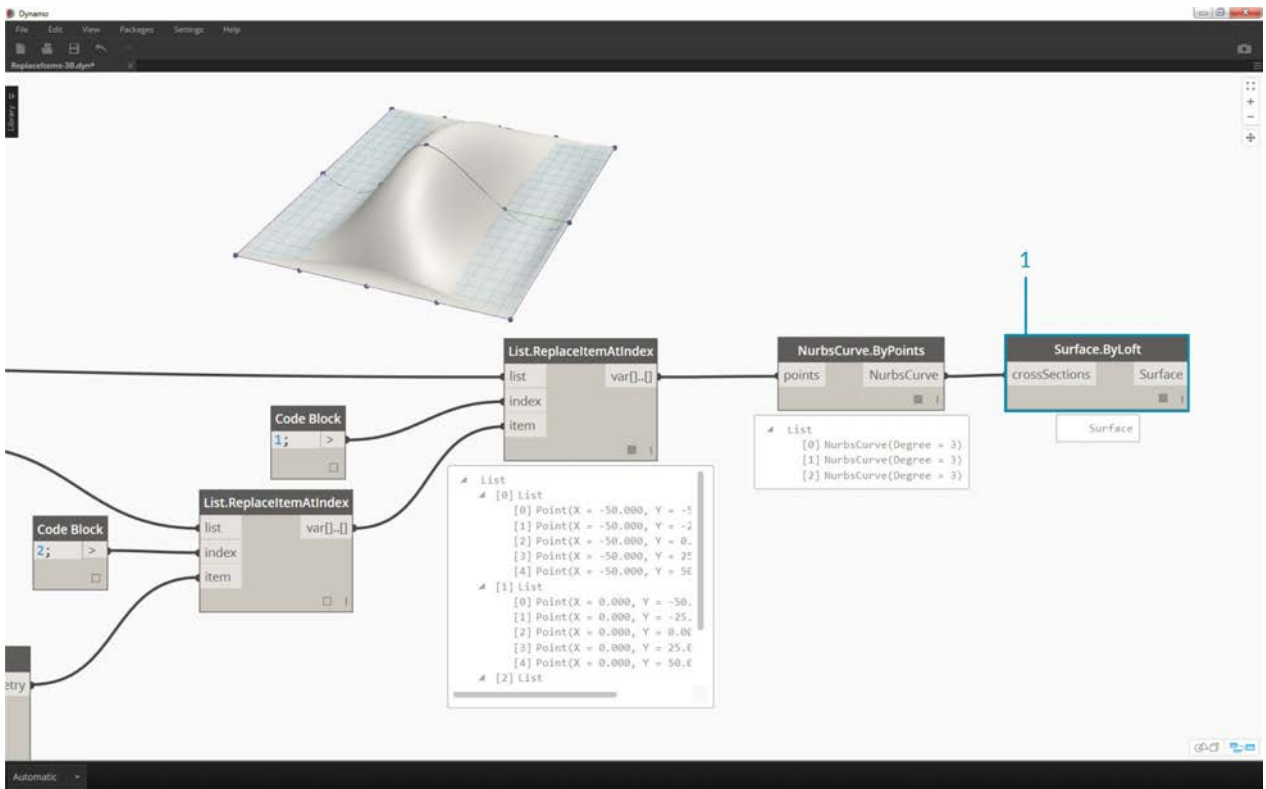 Dynamo
File Edit View Packages Settings Help
ReplaceItems-3B.dyn*
Library
1
List.ReplaceItemAtIndex
list var[]..[]
index
item
NurbsCurve.ByPoints
points NurbsCurve
Surface.ByLoft
crossSections Surface
Code Block
1; >
List
[0] NurbsCurve(Degree = 3)
[1] NurbsCurve(Degree = 3)
[2] NurbsCurve(Degree = 3)
Surface
List
[0] List
[0] Point(X = -50.000, Y = -5
[1] Point(X = -50.000, Y = -2
[2] Point(X = -50.000, Y = 0.
[3] Point(X = -50.000, Y = 25
[4] Point(X = -50.000, Y = 50
[1] List
[0] Point(X = 0.000, Y = -50.
[1] Point(X = 0.000, Y = -25.
[2] Point(X = 0.000, Y = 0.00
[3] Point(X = 0.000, Y = 25.0
[4] Point(X = 0.000, Y = 50.0
[2] List
List.ReplaceItemAtIndex
list var[]..[]
index
item
Code Block
2; >
etry
Automatic